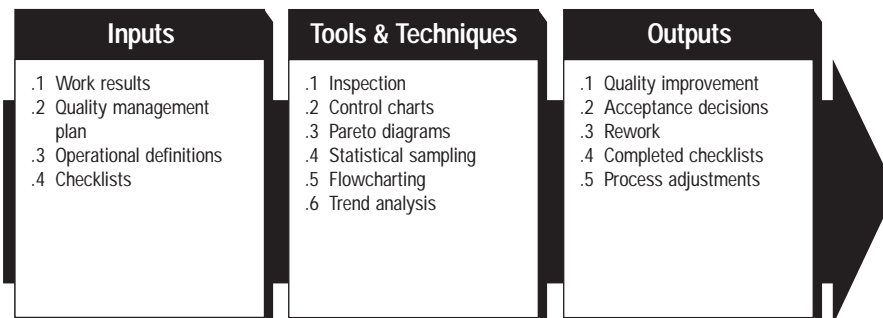 Inputs
.1 Work results
.2 Quality management
plan
.3 Operational definitions
.4 Checklists
Tools & Techniques
.1 Inspection
.2 Control charts
.3 Pareto diagrams
.4 Statistical sampling
.5 Flowcharting
.6 Trend analysis
Outputs
.1 Quality improvement
.2 Acceptance decisions
.3 Rework
.4 Completed checklists
.5 Process adjustments